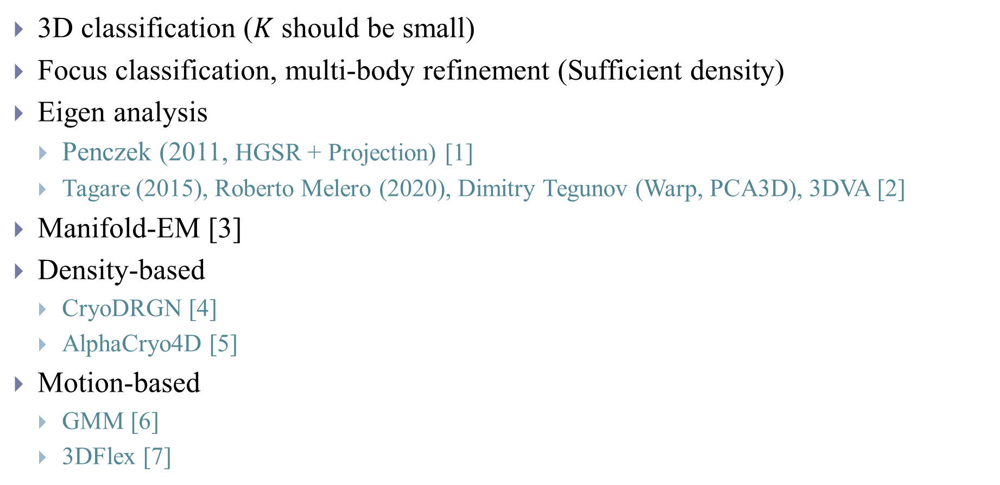 3D classification (K should be small)
Focus classification, multi-body refinement (Sufficient density)
Eigen analysis
Penczek (2011, HGSR + Projection) [1]
Tagare (2015), Roberto Melero (2020), Dimitry Tegunov (Warp, PCA3D), 3DVA [2]
Manifold-EM [3]
Density-based
CryoDRGN [4]
AlphaCryo4D [5]
Motion-based
GMM [6]
3DFlex [7]